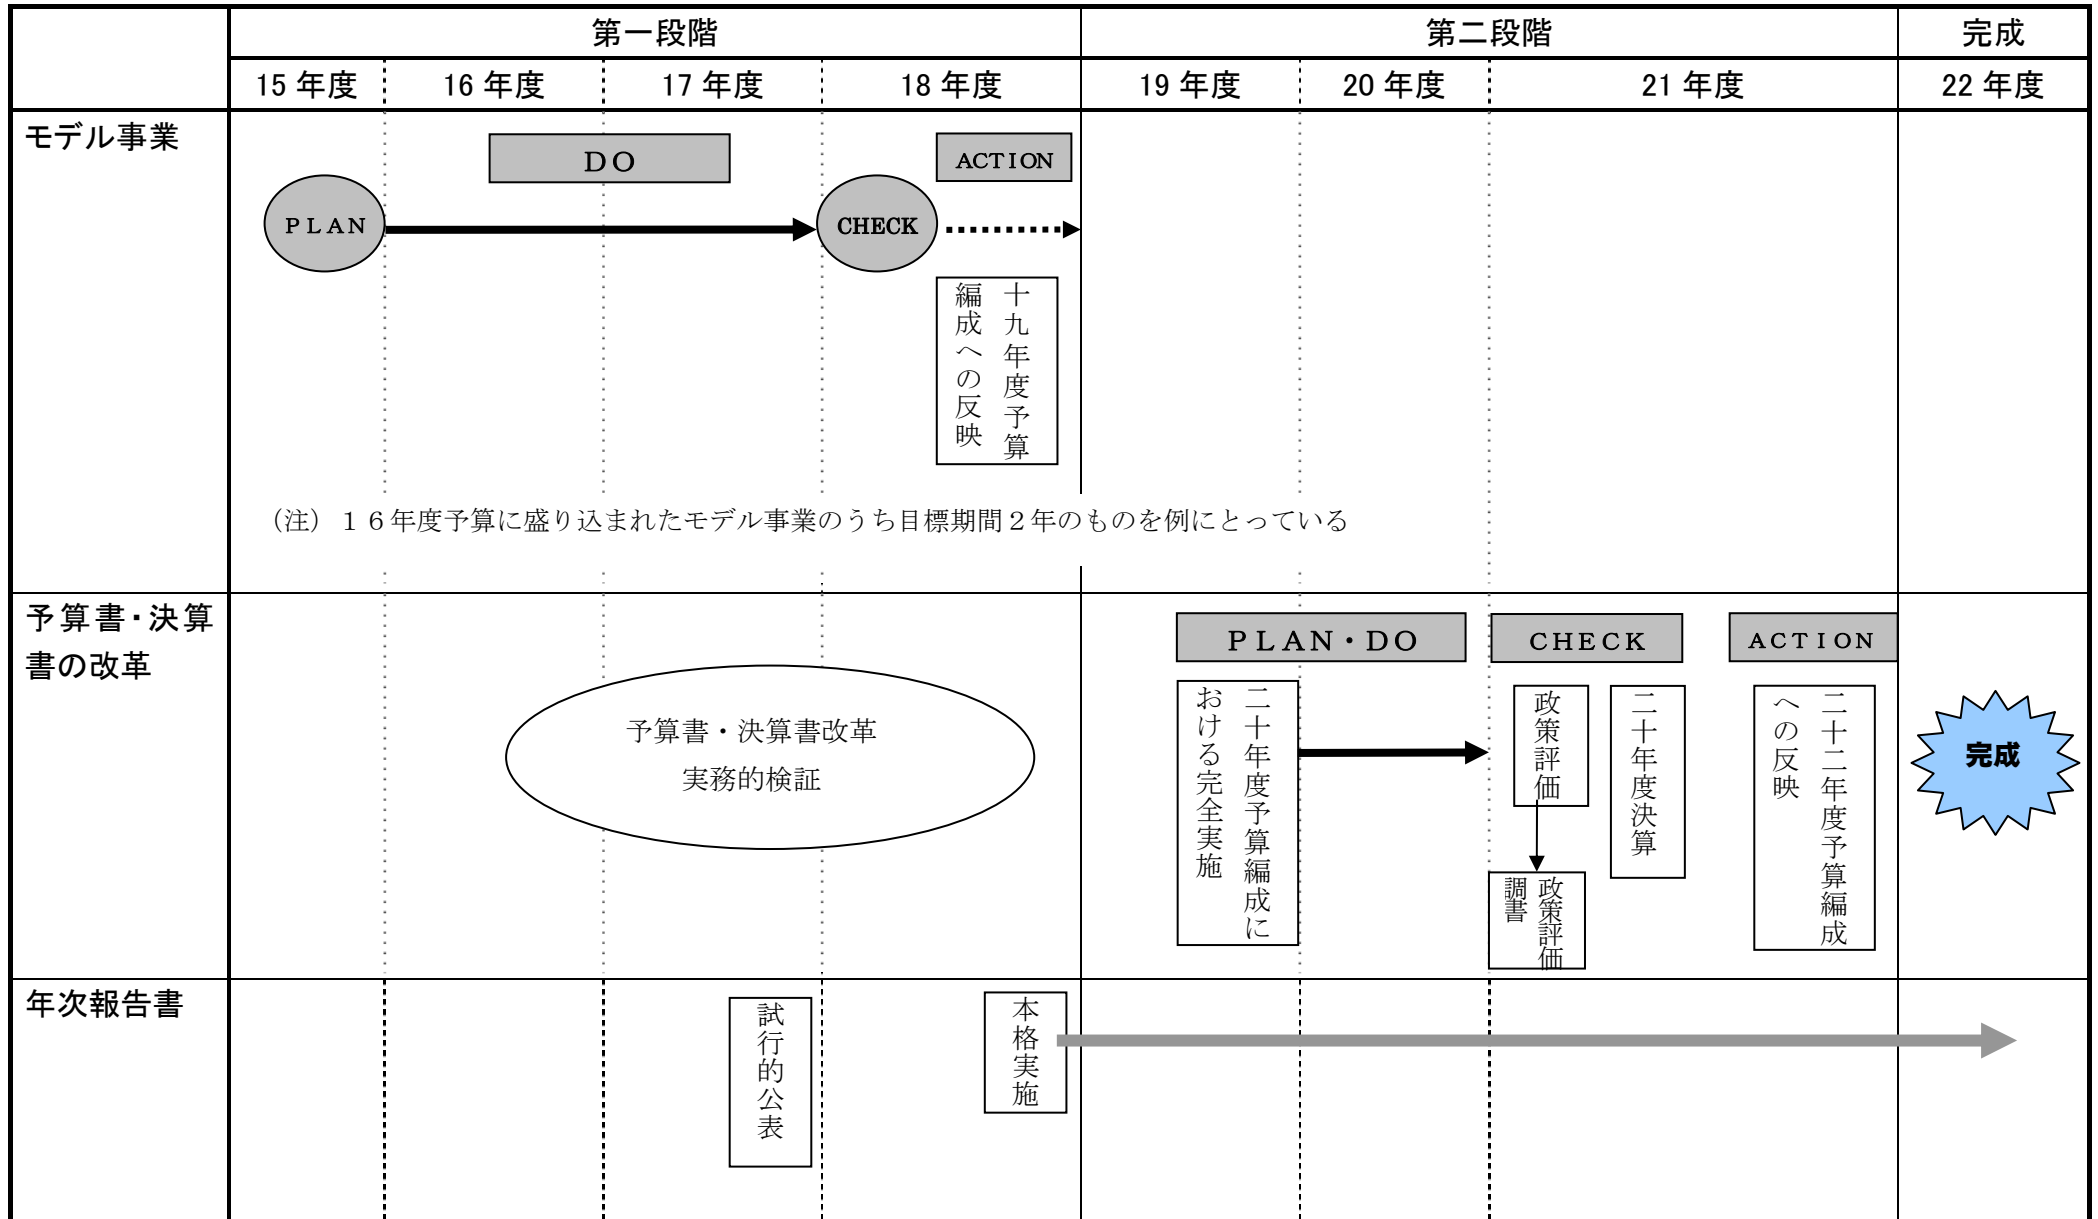 第一段階
第二段階
完成
15 年度
16 年度
17 年度
18 年度
19 年度
20 年度
21 年度
22 年度
モデル事業
ＰＬＡＮ
ＤＯ
CHECK
ACTION
十九年度予算
編成への反映
（注）１６年度予算に盛り込まれたモデル事業のうち目標期間２年のものを例にとっている
予算書・決算
書の改革
予算書・決算書改革
実務的検証
ＰＬＡＮ・ＤＯ
二十年度予算編成に
おける完全実施
ＣＨＥＣＫ
政策評価
政策評価
調書
二十年度決算
ＡＣＴＩＯＮ
二十二年度予算編成
への反映
完成
年次報告書
試行的公表
本格実施